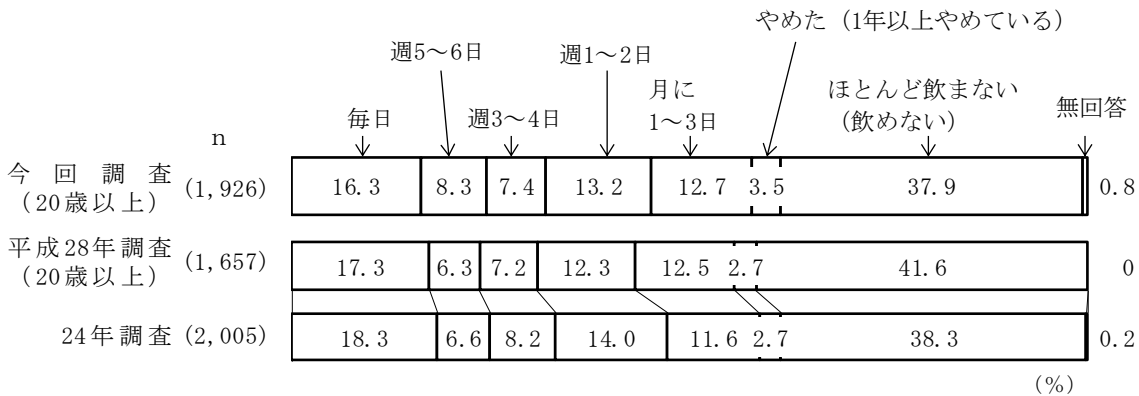 やめた（1年以上やめている）
週5～6日
週1～2日
月に
1～3日
ほとんど飲まない
（飲めない）
無回答
毎日
週3～4日
n
今回調査
（20歳以上）
(1,926)
16.3 8.3 7.4 13.2 12.7 3.5 37.9 0.8
平成28年調査
（20歳以上）
(1,657)
17.3 6.3 7.2 12.3 12.5 2.7 41.6 0
24年調査 (2,005) 18.3 6.6 8.2 14.0 11.6 2.7 38.3 0.2
（%）